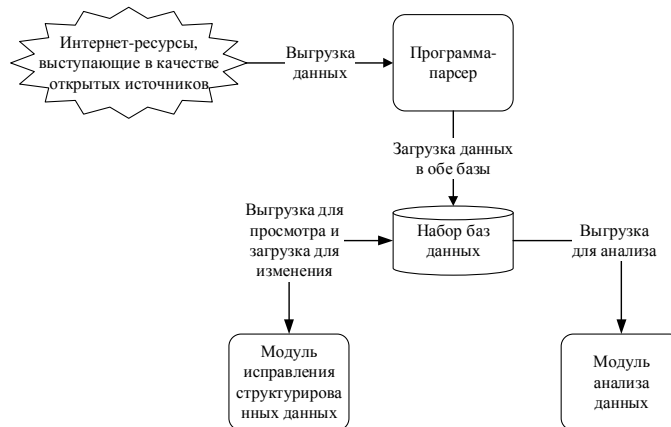 Интернет-ресурсы,
выступающие в качестве
открытых источников
Выгрузка
данных
Программа-
парсер
Загрузка данных
в обе базы
Выгрузка для
просмотра и
загрузка для
изменения
Набор баз
данных
Выгрузка
для анализа
Модуль
исправления
структурирова
нных данных
Модуль
анализа
данных